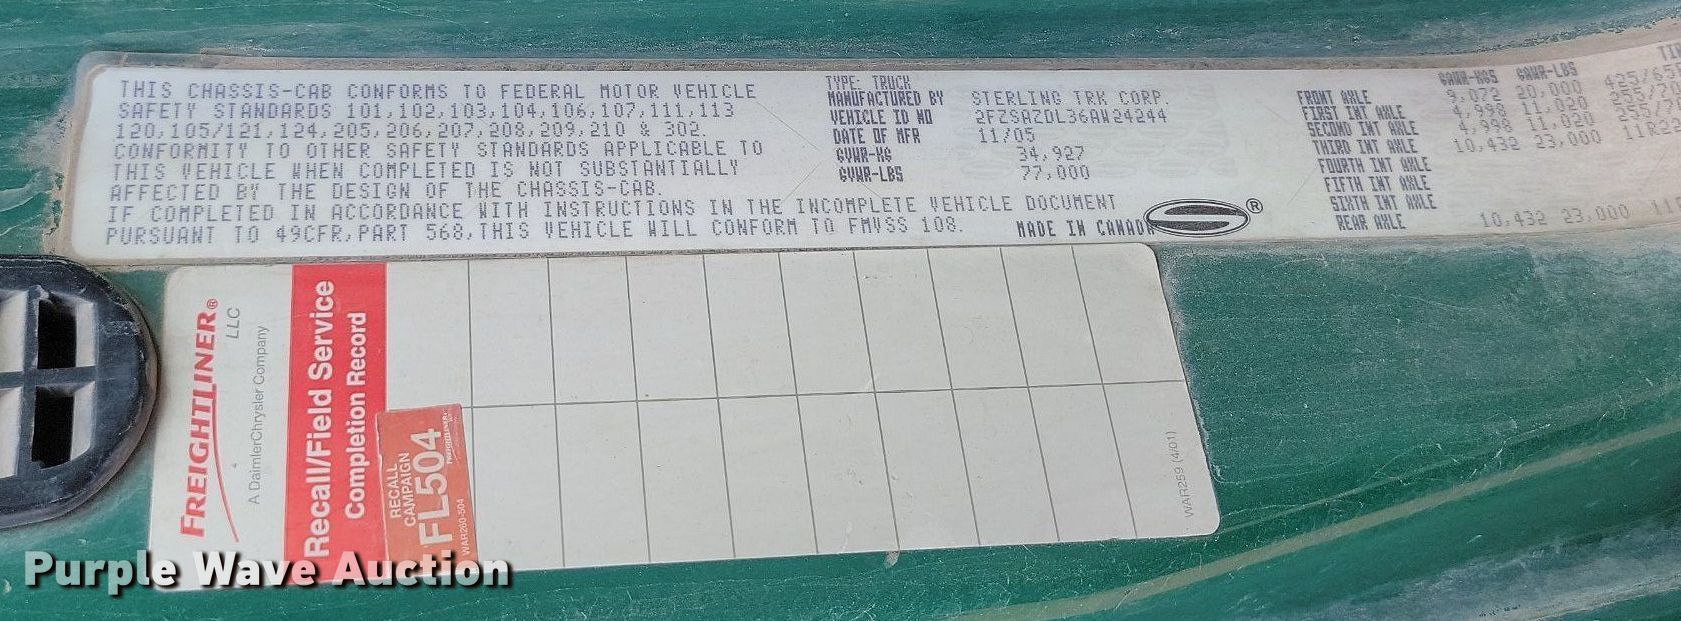 THIS CHASSIS-CAB CONFORMS TO FEDERAL MOTOR VEHICLE
SAFETY STANDARDS 101,102,103,104,106,107,111,113
120,105/121,124,205,206,207,208,209,210 & 302.
CONFORMITY TO OTHER SAFETY STANDARDS APPLICABLE TO
THIS VEHICLE WHEN COMPLETED IS NOT SUBSTANTIALLY
AFFECTED BY THE DESIGN OF THE CHASSIS-CAB.
IF COMPLETED IN ACCORDANCE WITH INSTRUCTIONS IN THE INCOMPLETE VEHICLE DOCUMENT
PURSUANT TO 49CFR,PART 568,THIS VEHICLE WILL CONFORM TO FMVSS 108.
TYPE: TRUCK
MANUFACTURED BY STERLING TRK CORP.
VEHICLE ID NO 2FZSAZDL36AW24244
DATE OF MFR 11/05
GVWR-KG 34,927
GVWR-LBS 77,000
MADE IN CANADA
S®
GAWR-KGS GAWR-LBS
FRONT AXLE 9,072 20,000
FIRST INT AXLE 4,998 11,020
SECOND INT AXLE 4,998 11,020
THIRD INT AXLE 10,432 23,000
FOURTH INT AXLE
FIFTH INT AXLE
SIXTH INT AXLE
REAR AXLE 10,432 23,000
FREIGHTLINER®
LLC
A DaimlerChrysler Company
Recall/Field Service
Completion Record
RECALL
CAMPAIGN
FL504
WAR260-504
WAR259 (4/01)
Purple Wave Auction